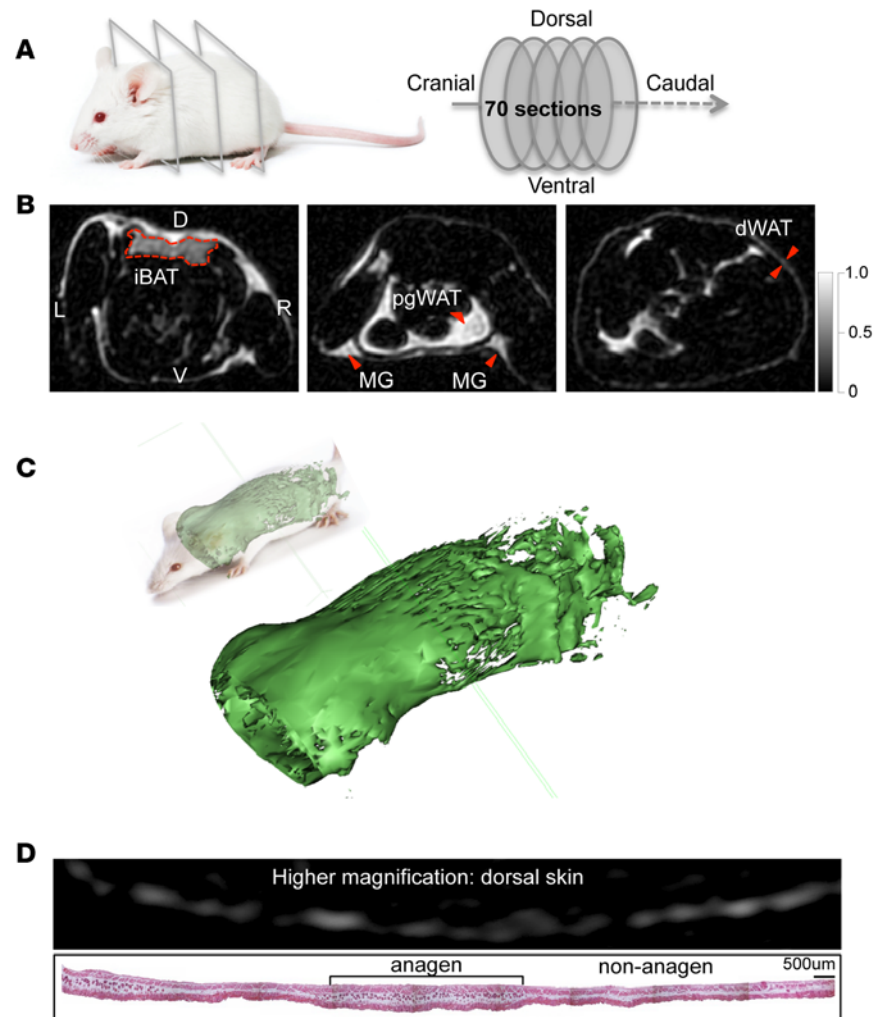 A
Dorsal
Cranial
Caudal
70 sections
Ventral
B
D
iBAT
L
R
V
pgWAT
MG
MG
dWAT
1.0
0.5
0
C
D
Higher magnification: dorsal skin
anagen
non-anagen
500um